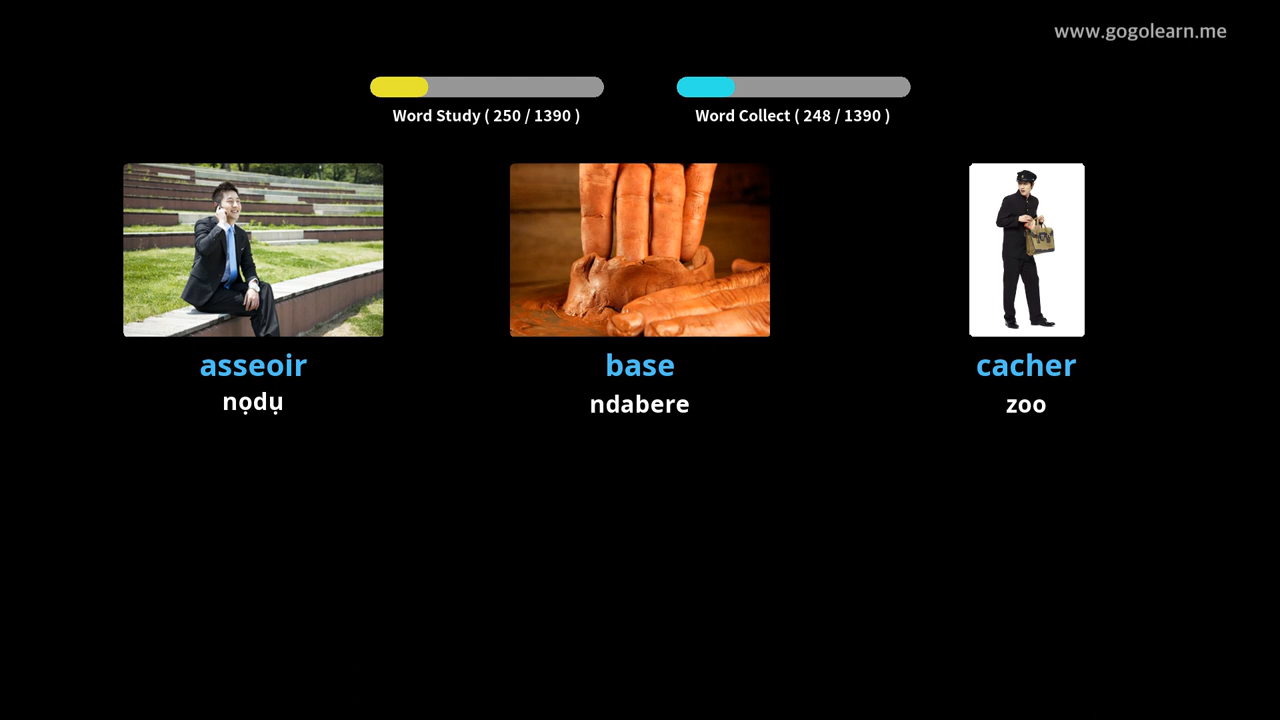 www.gogolearn.me
Word Study ( 250 / 1390 )
Word Collect ( 248 / 1390 )
asseoir
nọdụ
base
ndabere
cacher
zoo